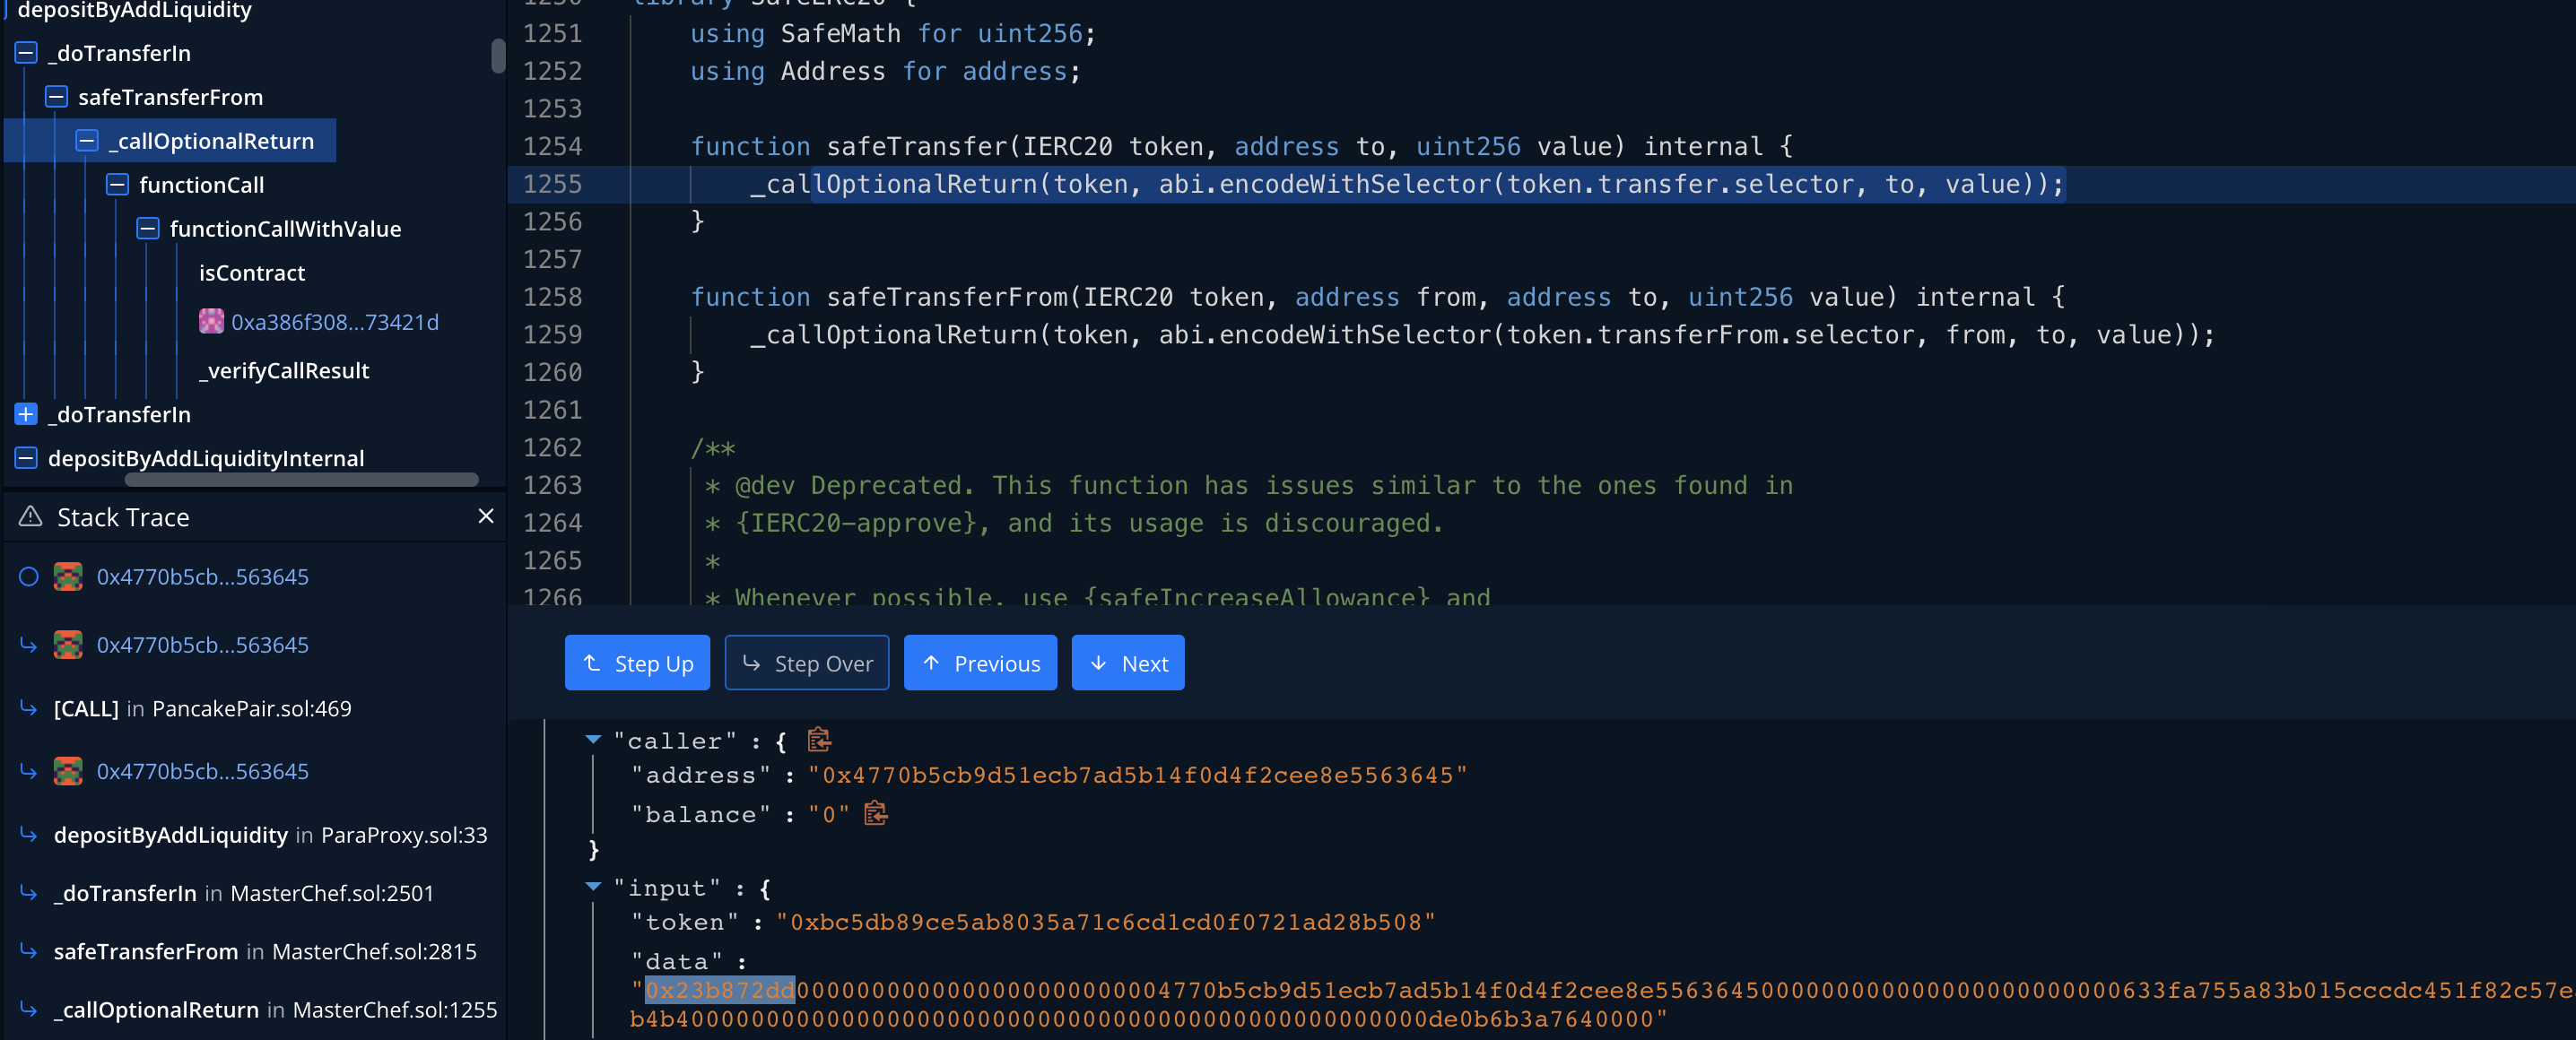 depositByAddLiquidity
_doTransferIn
safeTransferFrom
_callOptionalReturn
functionCall
functionCallWithValue
isContract
0xa386f308...73421d
_verifyCallResult
_doTransferIn
depositByAddLiquidityInternal
Stack Trace
0x4770b5cb...563645
0x4770b5cb...563645
[CALL] in PancakePair.sol:469
0x4770b5cb...563645
depositByAddLiquidity in ParaProxy.sol:33
_doTransferIn in MasterChef.sol:2501
safeTransferFrom in MasterChef.sol:2815
_callOptionalReturn in MasterChef.sol:1255
1250 library SafeERC20 {
1251 using SafeMath for uint256;
1252 using Address for address;
1253
1254 function safeTransfer(IERC20 token, address to, uint256 value) internal {
1255 _callOptionalReturn(token, abi.encodeWithSelector(token.transfer.selector, to, value));
1256 }
1257
1258 function safeTransferFrom(IERC20 token, address from, address to, uint256 value) internal {
1259 _callOptionalReturn(token, abi.encodeWithSelector(token.transferFrom.selector, from, to, value));
1260 }
1261
1262 /**
1263 * @dev Deprecated. This function has issues similar to the ones found in
1264 * {IERC20-approve}, and its usage is discouraged.
1265 *
1266 * Whenever possible, use {safeIncreaseAllowance} and
Step Up Step Over Previous Next
"caller" : {
"address" : "0x4770b5cb9d51ecb7ad5b14f0d4f2cee8e5563645"
"balance" : "0"
}
"input" : {
"token" : "0xbc5db89ce5ab8035a71c6cd1cd0f0721ad28b508"
"data" :
"0x23b872dd0000000000000000000000004770b5cb9d51ecb7ad5b14f0d4f2cee8e5563645000000000000000000000000633fa755a83b015cccdc451f82c57e
b4b40000000000000000000000000000000000000000000000000de0b6b3a7640000"